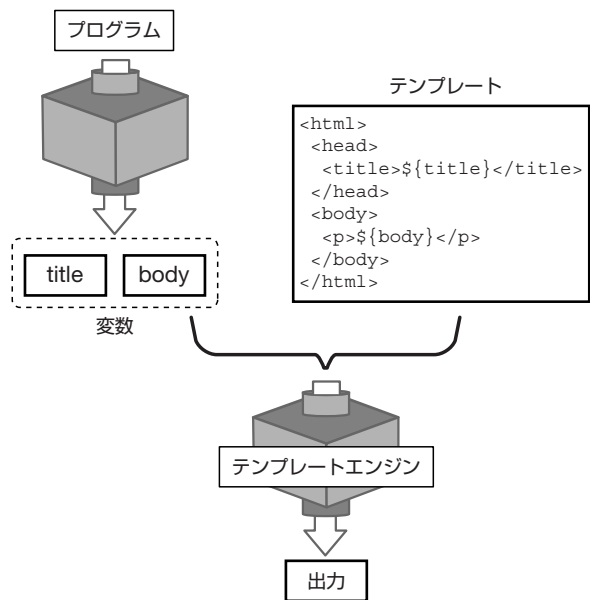 プログラム
テンプレート
<html>
 <head>
  <title>${title}</title>
 </head>
 <body>
  <p>${body}</p>
 </body>
</html>
title
body
変数
テンプレートエンジン
出力